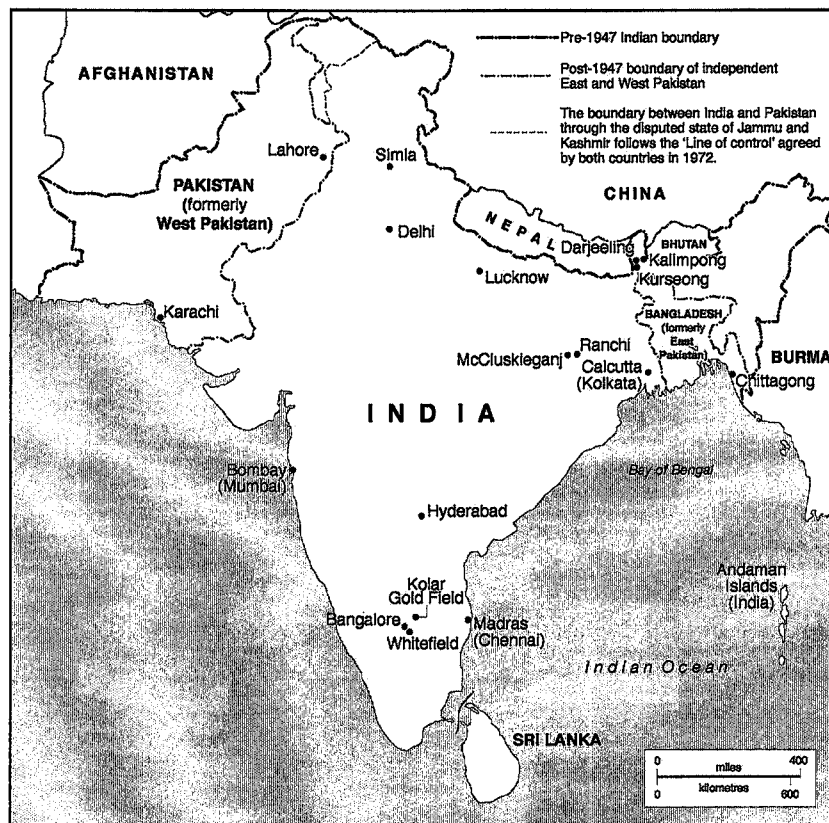 Pre-1947 Indian boundary
Post-1947 boundary of independent
East and West Pakistan
The boundary between India and Pakistan
through the disputed state of Jammu and
Kashmir follows the 'Line of control' agreed
by both countries in 1972.
AFGHANISTAN
Lahore
Simla
PAKISTAN
(formerly
West Pakistan)
CHINA
Delhi
NEPAL
Darjeeling
BHUTAN
Kalimpong
Kurseong
Lucknow
Karachi
BANGLADESH
(formerly
East
Pakistan)
McCluskieganj
Ranchi
Calcutta
(Kolkata)
BURMA
Chittagong
INDIA
Bombay
(Mumbai)
Bay of Bengal
Hyderabad
Kolar
Gold Field
Andaman
Islands
(India)
Bangalore
Whitefield
Madras
(Chennai)
Indian Ocean
SRI LANKA
0 miles 400
0 kilometres 600